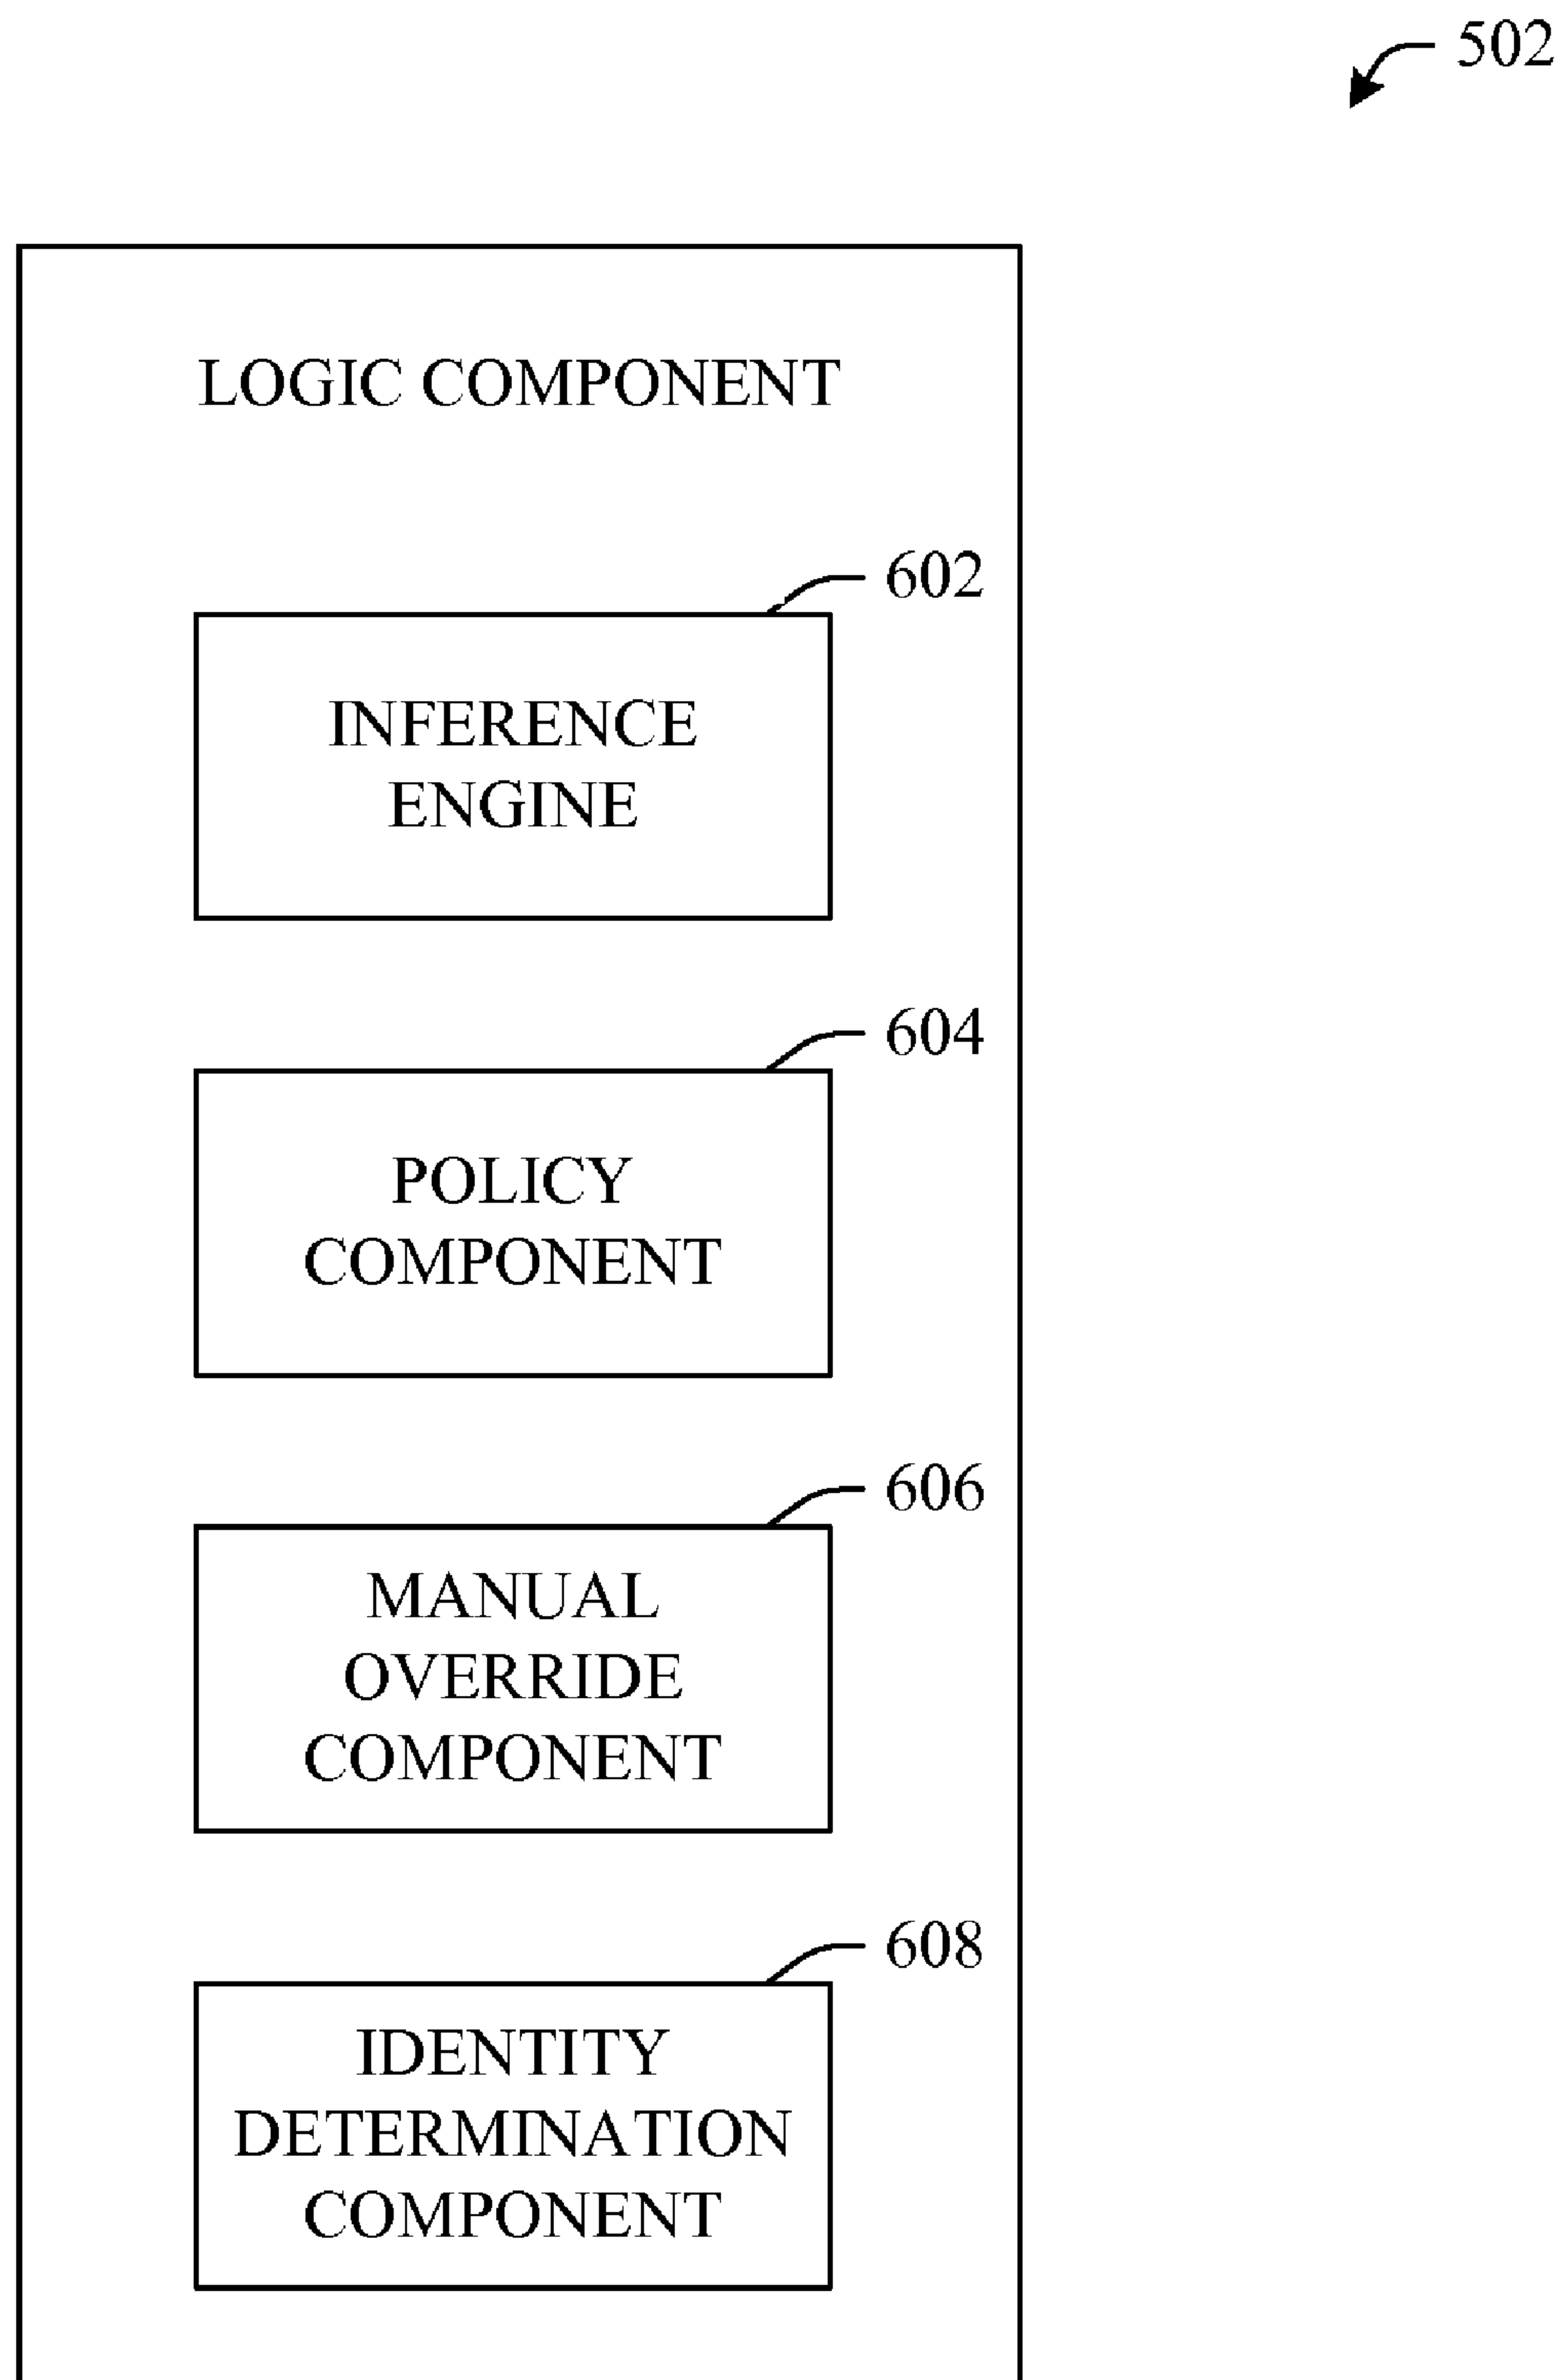 502
LOGIC COMPONENT
602
INFERENCE
ENGINE
604
POLICY
COMPONENT
606
MANUAL
OVERRIDE
COMPONENT
608
IDENTITY
DETERMINATION
COMPONENT